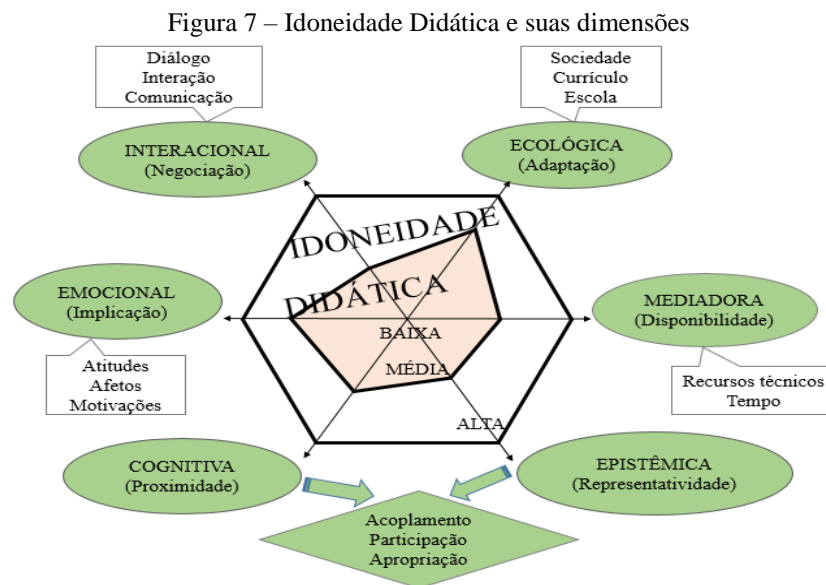 Figura 7 – Idoneidade Didática e suas dimensões
Diálogo
Interação
Comunicação
Sociedade
Currículo
Escola
INTERACIONAL
(Negociação)
ECOLÓGICA
(Adaptação)
IDONEIDADE
DIDÁTICA
EMOCIONAL
(Implicação)
MEDIADORA
(Disponibilidade)
BAIXA
MÉDIA
ALTA
Atitudes
Afetos
Motivações
Recursos técnicos
Tempo
COGNITIVA
(Proximidade)
EPISTÊMICA
(Representatividade)
Acoplamento
Participação
Apropriação